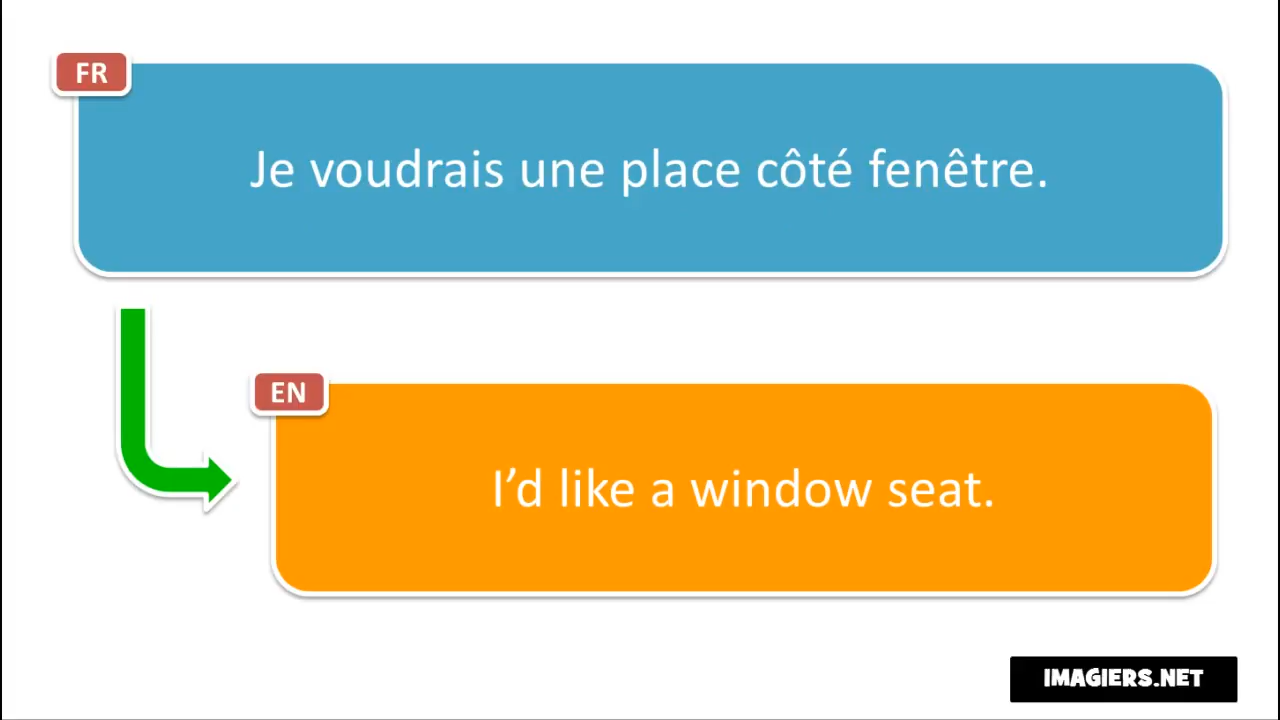 FR
Je voudrais une place côté fenêtre.
EN
I’d like a window seat.
IMAGIERS.NET